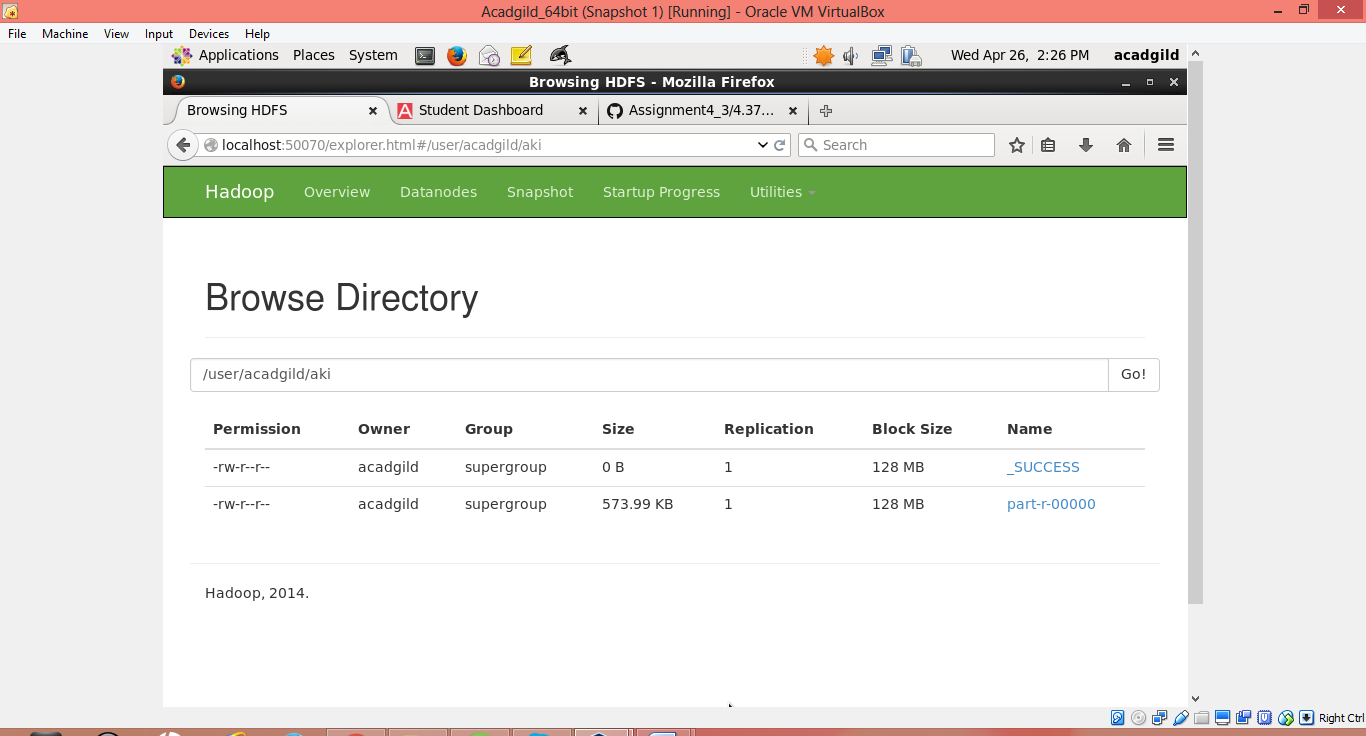 Acadgild_64bit (Snapshot 1) [Running] - Oracle VM VirtualBox
File Machine View Input Devices Help
Applications Places System Wed Apr 26, 2:26 PM acadgild
Browsing HDFS - Mozilla Firefox
Browsing HDFS Student Dashboard Assignment4_3/4.37...
localhost:50070/explorer.html#/user/acadgild/aki Search
Hadoop Overview Datanodes Snapshot Startup Progress Utilities
Browse Directory
/user/acadgild/aki Go!
Permission Owner Group Size Replication Block Size Name
-rw-r--r-- acadgild supergroup 0 B 1 128 MB _SUCCESS
-rw-r--r-- acadgild supergroup 573.99 KB 1 128 MB part-r-00000
Hadoop, 2014.
Right Ctrl